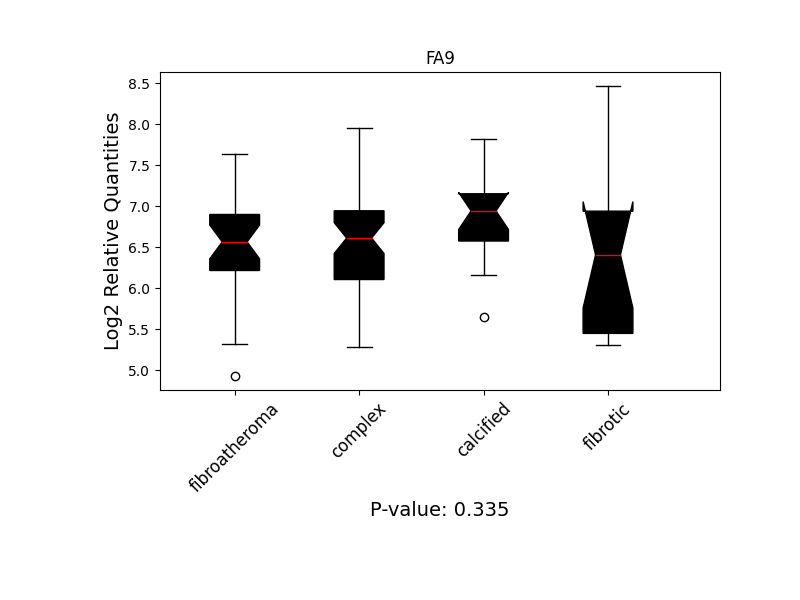 FA9
Log2 Relative Quantities
8.5
8.0
7.5
7.0
6.5
6.0
5.5
5.0
fibroatheroma
complex
calcified
fibrotic
P-value: 0.335